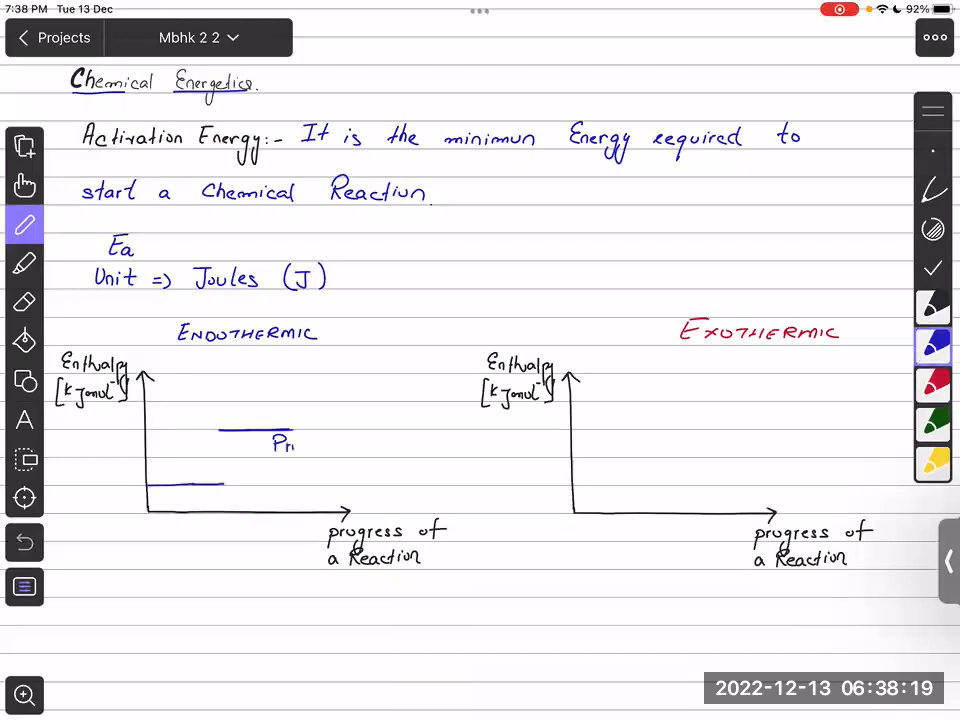 7:38 PM Tue 13 Dec
92%
Projects
Mbhk 2 2
Chemical Energetics.
Activation Energy:- It is the minimun Energy required to
start a Chemical Reaction.
Ea
Unit => Joules (J)
ENDOTHERMIC
EXOTHERMIC
Enthalpy
[KJmol⁻¹]
Pri
progress of
a Reaction
Enthalpy
[KJmol⁻¹]
progress of
a Reaction
A
2022-12-13 06:38:19